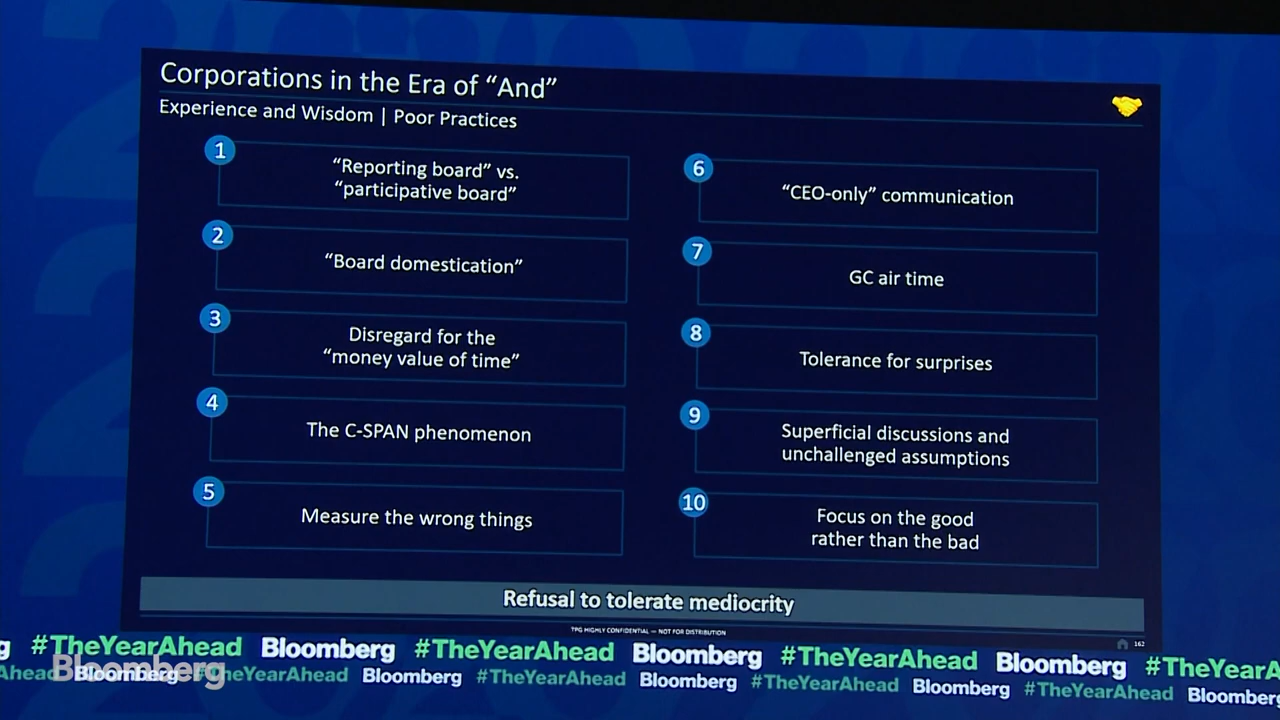 Corporations in the Era of “And”
Experience and Wisdom | Poor Practices
1
“Reporting board” vs.
“participative board”
2
“Board domestication”
3
Disregard for the
“money value of time”
4
The C-SPAN phenomenon
5
Measure the wrong things
6
“CEO-only” communication
7
GC air time
8
Tolerance for surprises
9
Superficial discussions and
unchallenged assumptions
10
Focus on the good
rather than the bad
Refusal to tolerate mediocrity
TPG HIGHLY CONFIDENTIAL — NOT FOR DISTRIBUTION
162
g #TheYearAhead Bloomberg #TheYearAhead Bloomberg #TheYearAhead Bloomberg #TheYearA
Ahead Bloomberg #TheYearAhead Bloomberg #TheYearAhead Bloomberg #TheYearAhead Bloomberg #TheYearAhead Bloomberg
Bloomberg